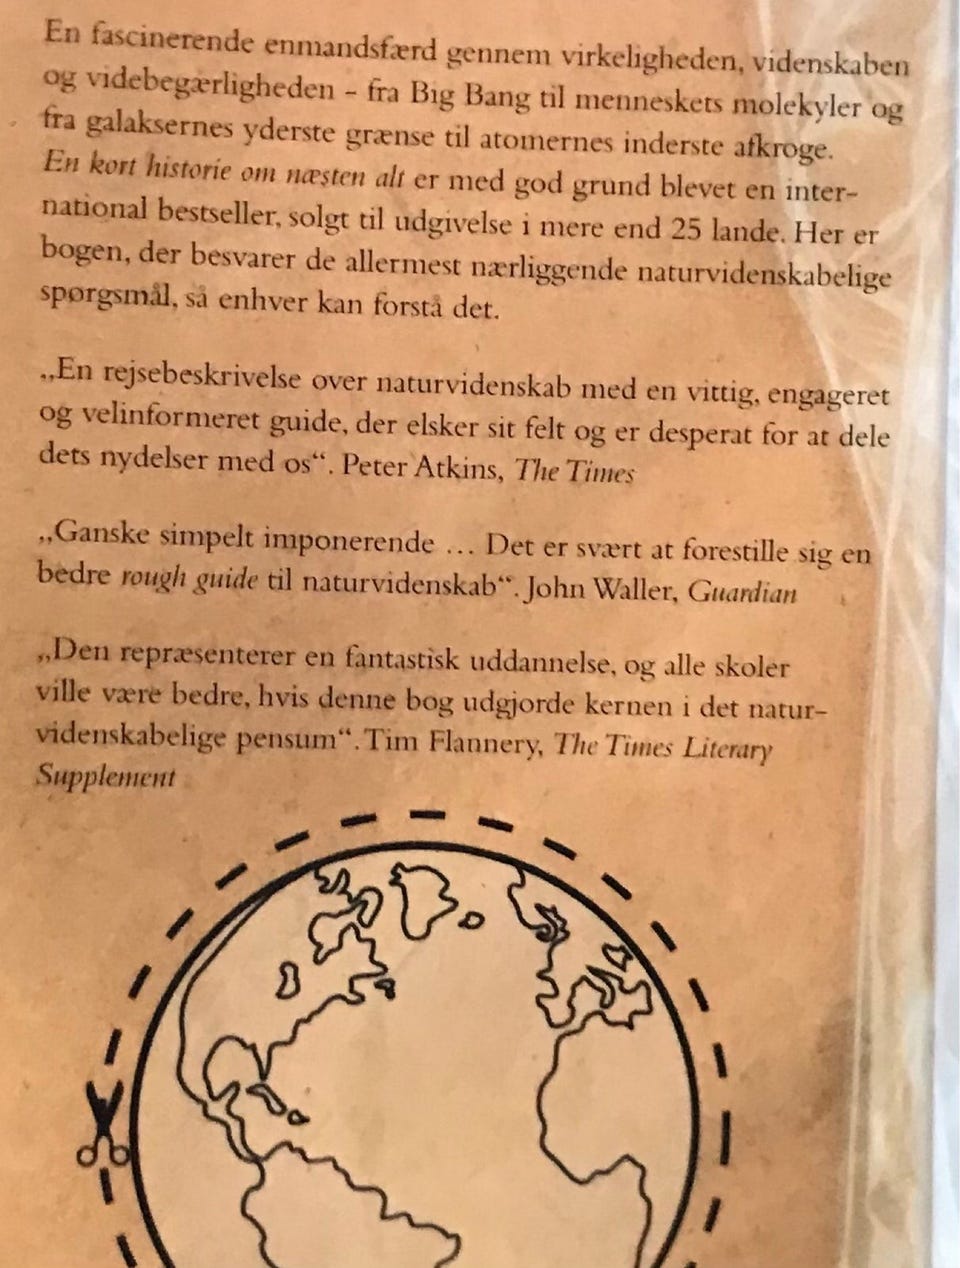 En fascinerende enmandsfærd gennem virkeligheden, videnskaben
og videbegærligheden – fra Big Bang til menneskets molekyler og
fra galaksernes yderste grænse til atomernes inderste afkroge.
En kort historie om næsten alt er med god grund blevet en inter-
national bestseller, solgt til udgivelse i mere end 25 lande. Her er
bogen, der besvarer de allermest nærliggende naturvidenskabelige
spørgsmål, så enhver kan forstå det.
„En rejsebeskrivelse over naturvidenskab med en vittig, engageret
og velinformeret guide, der elsker sit felt og er desperat for at dele
dets nydelser med os“. Peter Atkins, The Times
„Ganske simpelt imponerende … Det er svært at forestille sig en
bedre rough guide til naturvidenskab“. John Waller, Guardian
„Den repræsenterer en fantastisk uddannelse, og alle skoler
ville være bedre, hvis denne bog udgjorde kernen i det natur-
videnskabelige pensum“. Tim Flannery, The Times Literary
Supplement